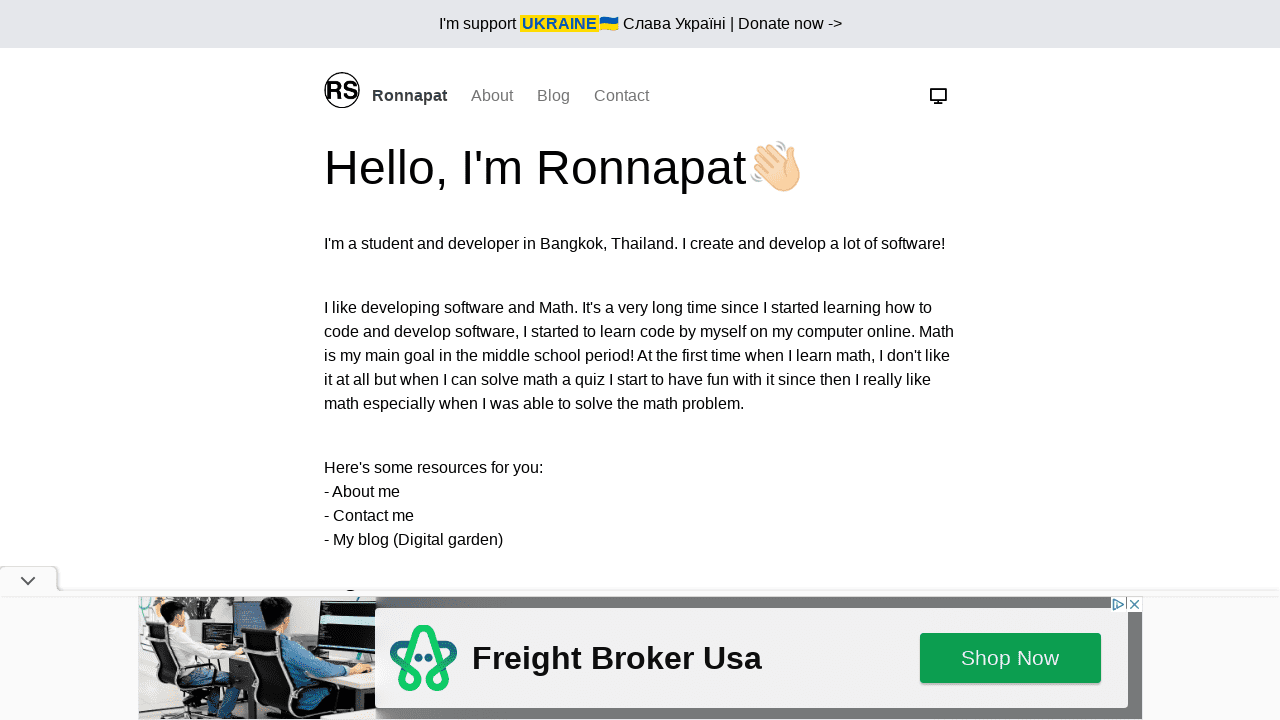 I'm support UKRAINE🇺🇦 Слава Україні | Donate now ->
RS Ronnapat About Blog Contact
Hello, I'm Ronnapat👋🏻
I'm a student and developer in Bangkok, Thailand. I create and develop a lot of software!
I like developing software and Math. It's a very long time since I started learning how to
code and develop software, I started to learn code by myself on my computer online. Math
is my main goal in the middle school period! At the first time when I learn math, I don't like
it at all but when I can solve math a quiz I start to have fun with it since then I really like
math especially when I was able to solve the math problem.
Here's some resources for you:
- About me
- Contact me
- My blog (Digital garden)
Freight Broker Usa
Shop Now